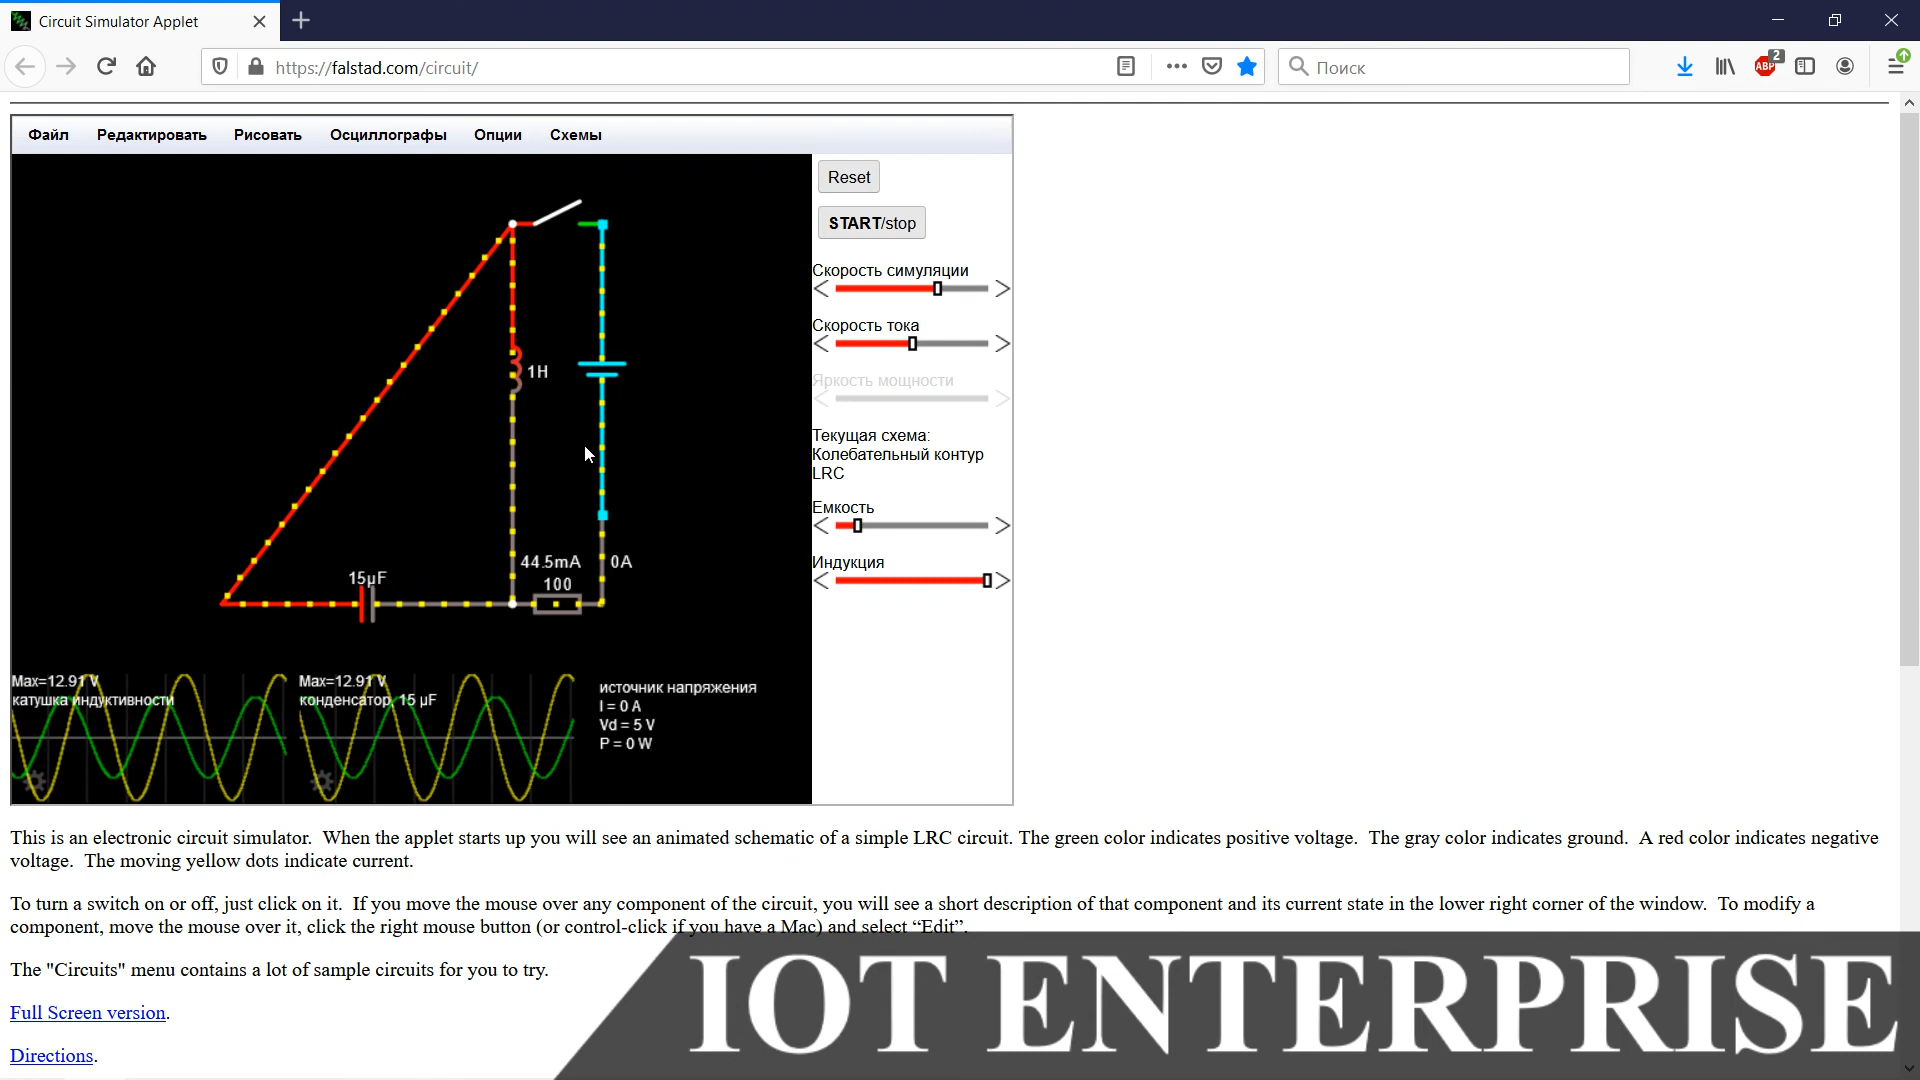 Circuit Simulator Applet
https://falstad.com/circuit/
Поиск
ABP
2
Файл Редактировать Рисовать Осциллографы Опции Схемы
Reset
START/stop
Скорость симуляции
Скорость тока
Яркость мощности
Текущая схема:
Колебательный контур
LRC
Емкость
Индукция
1H
44.5mA
0A
100
15µF
Max=12.91 V
катушка индуктивности
Max=12.91 V
конденсатор, 15 µF
источник напряжения
I = 0 A
Vd = 5 V
P = 0 W
This is an electronic circuit simulator. When the applet starts up you will see an animated schematic of a simple LRC circuit. The green color indicates positive voltage. The gray color indicates ground. A red color indicates negative
voltage. The moving yellow dots indicate current.
To turn a switch on or off, just click on it. If you move the mouse over any component of the circuit, you will see a short description of that component and its current state in the lower right corner of the window. To modify a
component, move the mouse over it, click the right mouse button (or control-click if you have a Mac) and select “Edit”.
The "Circuits" menu contains a lot of sample circuits for you to try.
Full Screen version.
Directions.
IOT ENTERPRISE